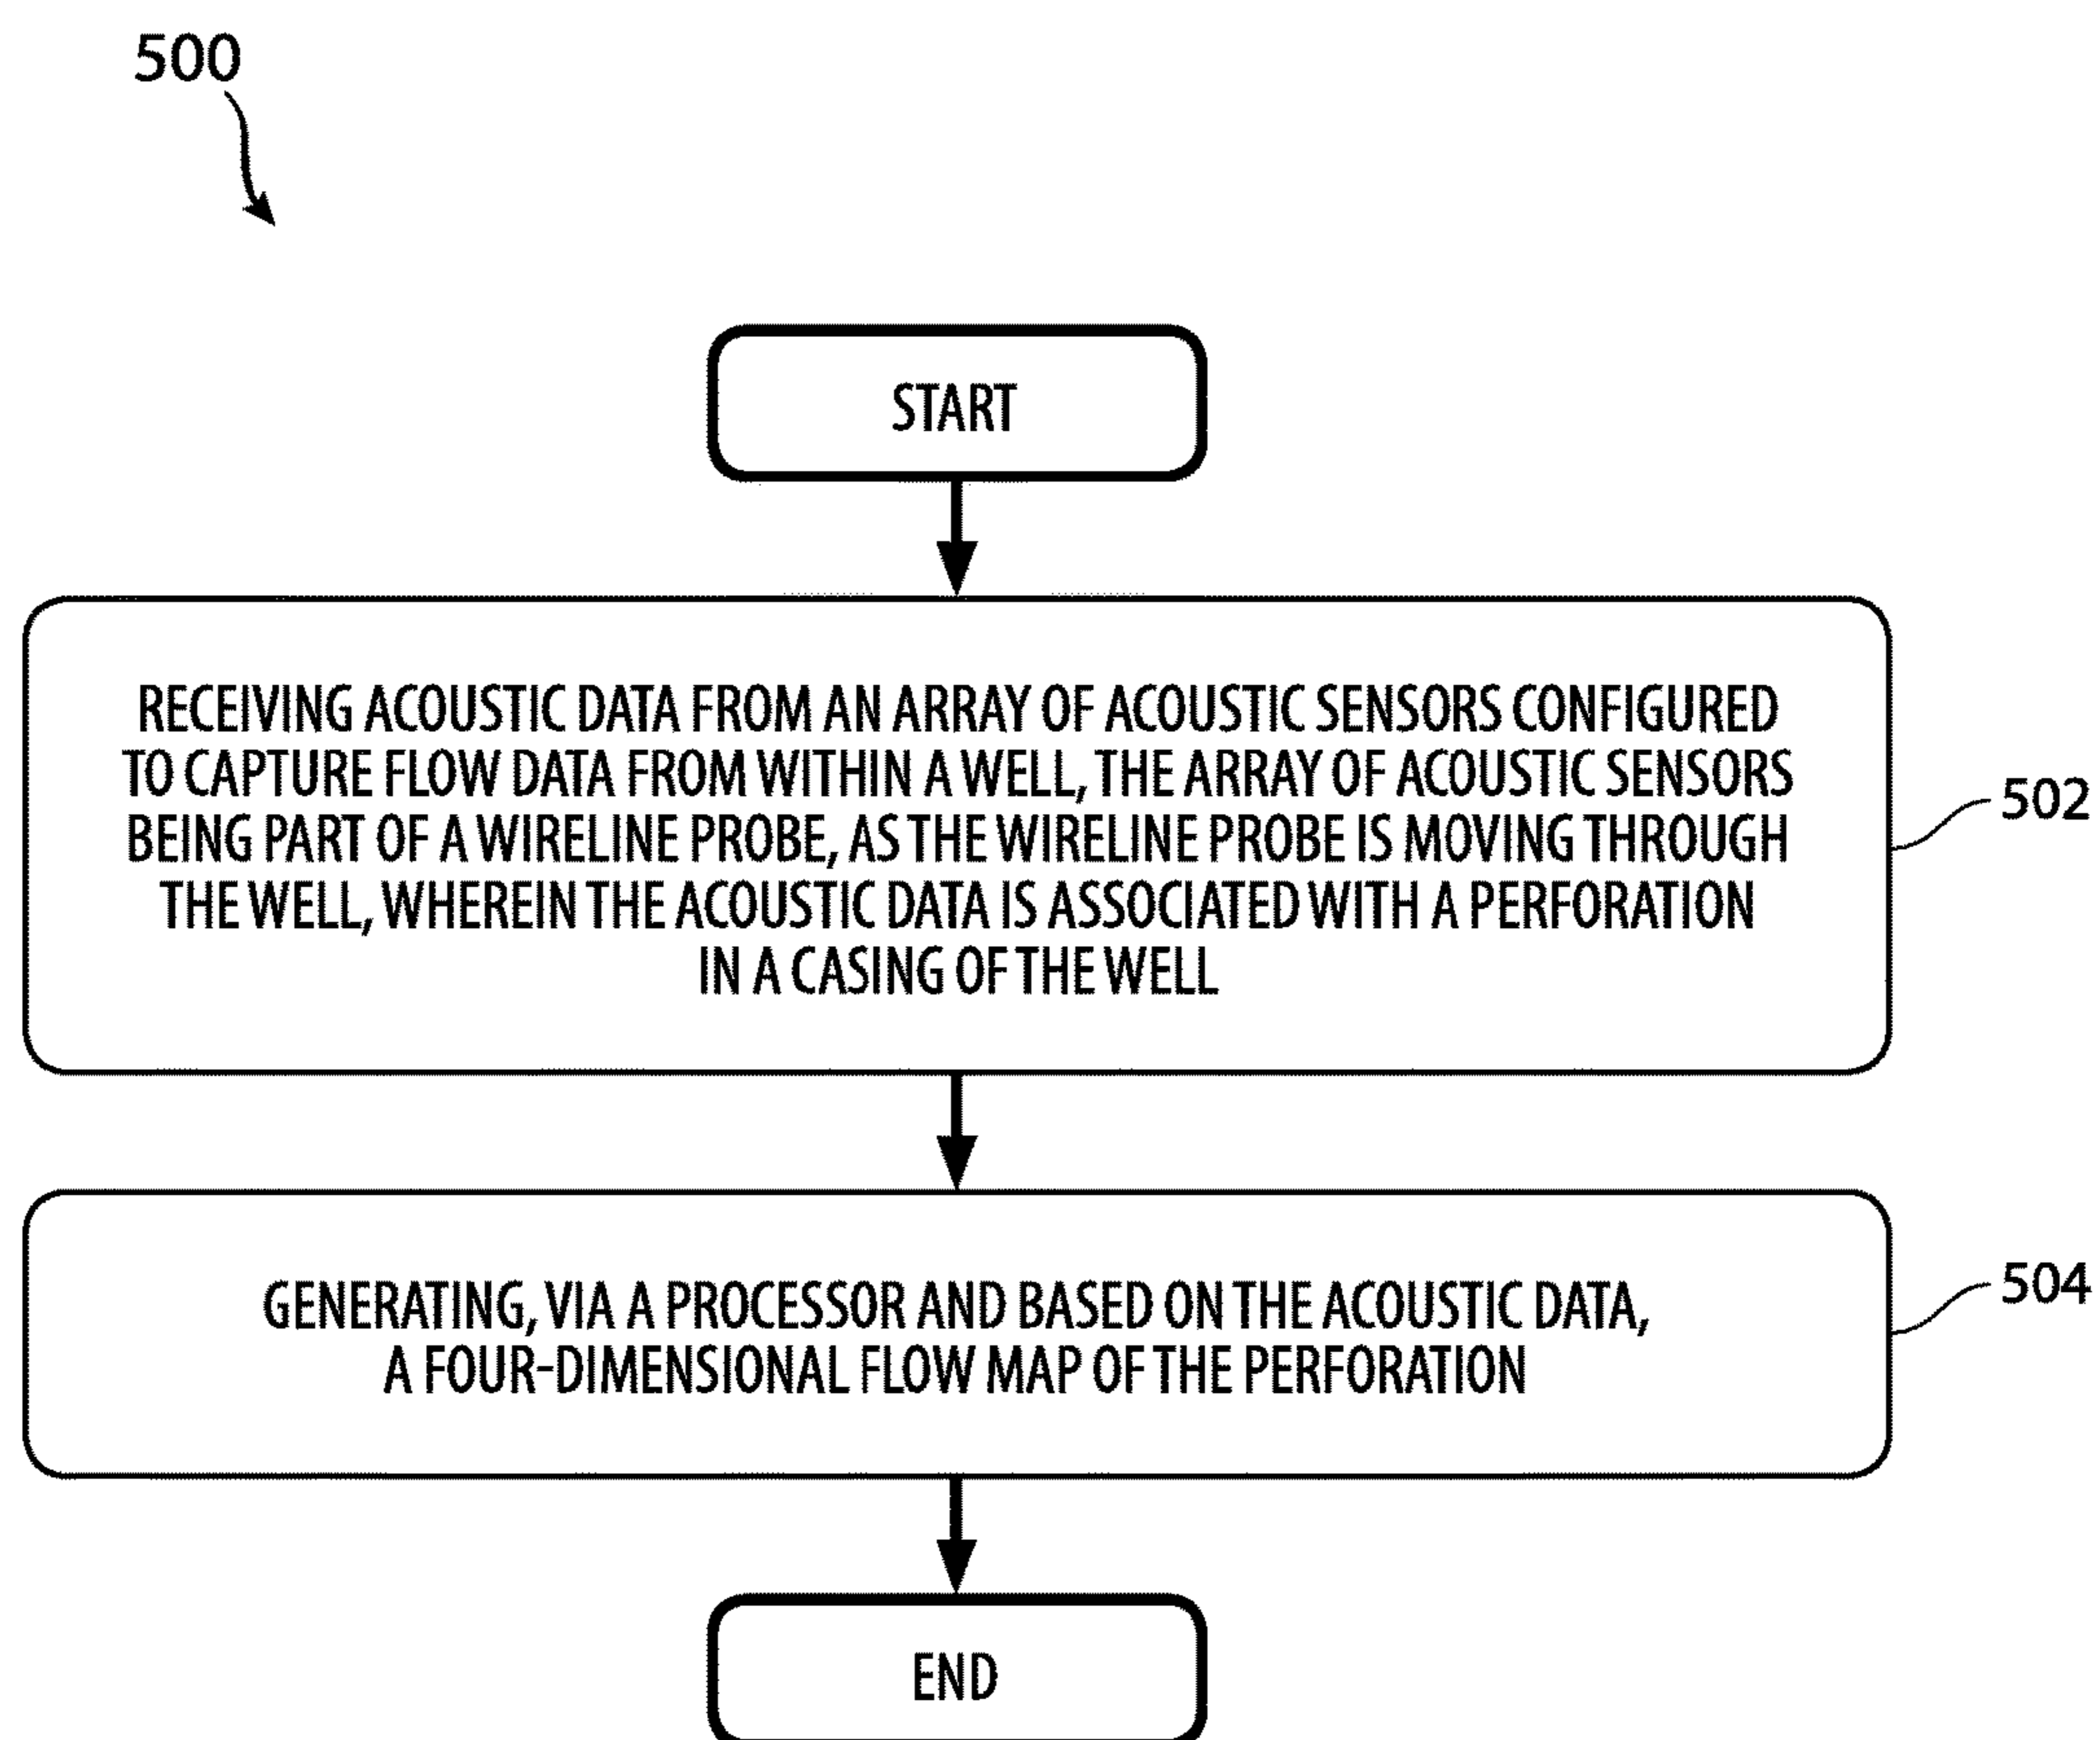 500
START
RECEIVING ACOUSTIC DATA FROM AN ARRAY OF ACOUSTIC SENSORS CONFIGURED
TO CAPTURE FLOW DATA FROM WITHIN A WELL, THE ARRAY OF ACOUSTIC SENSORS
BEING PART OF A WIRELINE PROBE, AS THE WIRELINE PROBE IS MOVING THROUGH
THE WELL, WHEREIN THE ACOUSTIC DATA IS ASSOCIATED WITH A PERFORATION
IN A CASING OF THE WELL
502
GENERATING, VIA A PROCESSOR AND BASED ON THE ACOUSTIC DATA,
A FOUR-DIMENSIONAL FLOW MAP OF THE PERFORATION
504
END